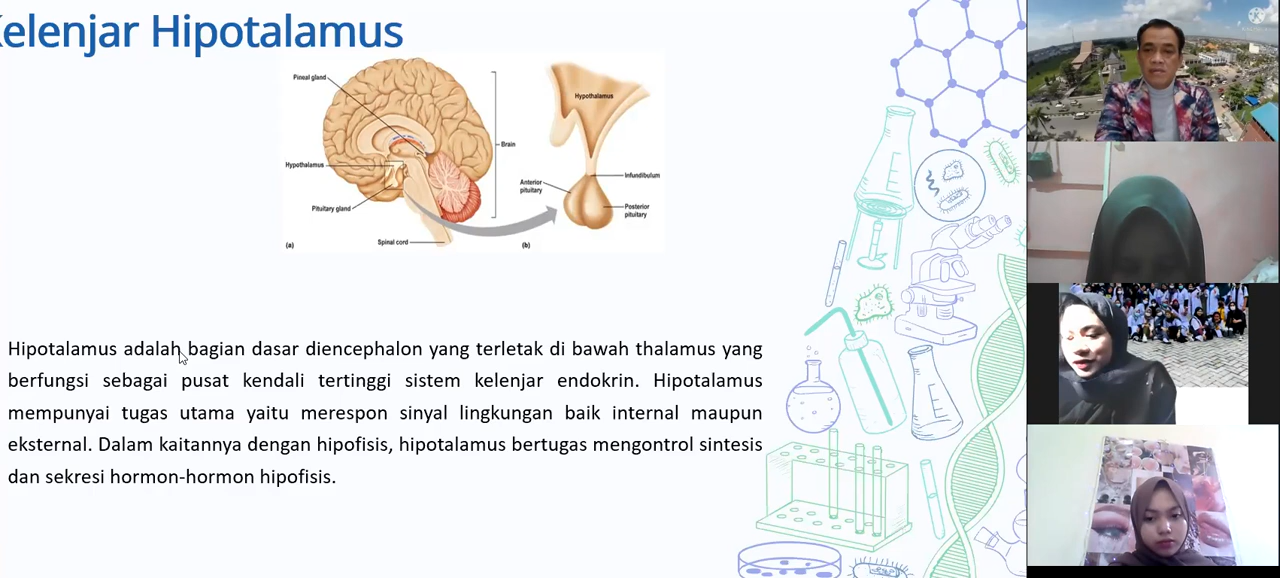 elenjar Hipotalamus
Pineal gland
Hypothalamus
Pituitary gland
Spinal cord
Brain
(a)
Hypothalamus
Anterior
pituitary
Infundibulum
Posterior
pituitary
(b)
Hipotalamus adalah bagian dasar diencephalon yang terletak di bawah thalamus yang
berfungsi sebagai pusat kendali tertinggi sistem kelenjar endokrin. Hipotalamus
mempunyai tugas utama yaitu merespon sinyal lingkungan baik internal maupun
eksternal. Dalam kaitannya dengan hipofisis, hipotalamus bertugas mengontrol sintesis
dan sekresi hormon-hormon hipofisis.